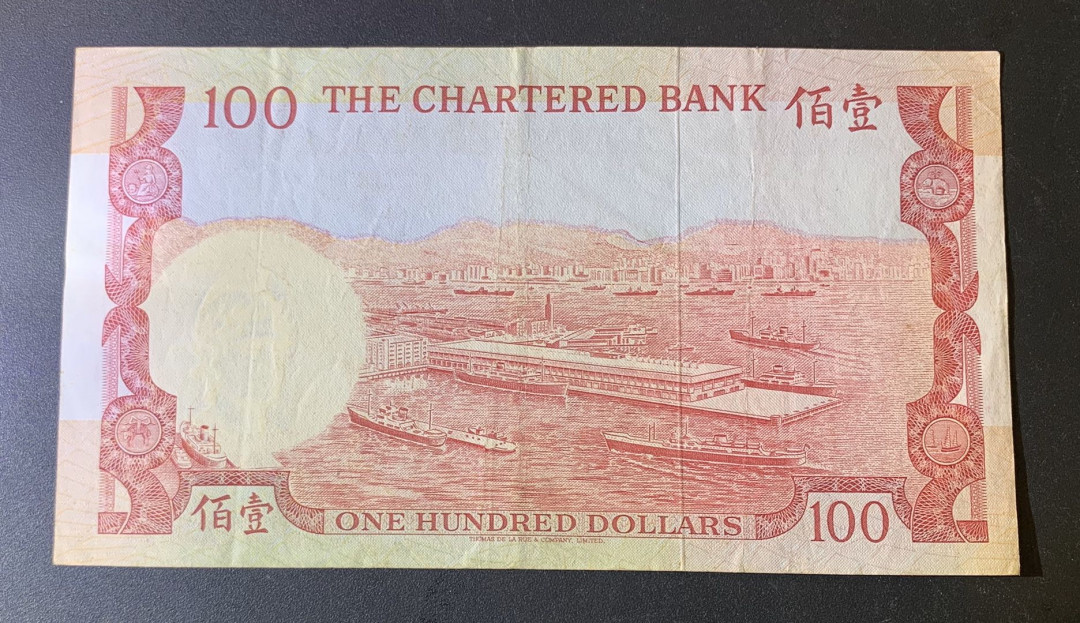 100 THE CHARTERED BANK 佰壹
佰壹 ONE HUNDRED DOLLARS 100
THOMAS DE LA RUE & COMPANY, LIMITED.